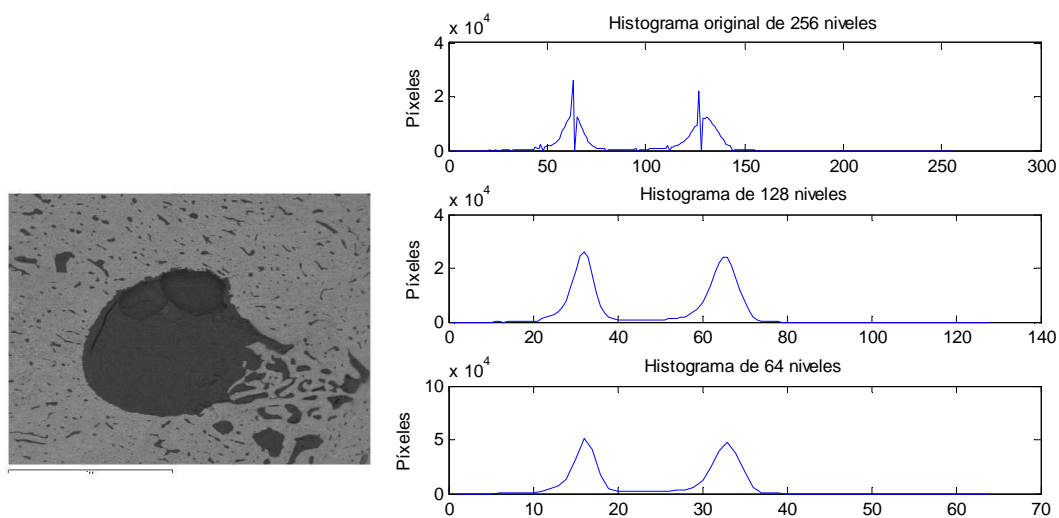 Histograma original de 256 niveles
x 10^4
Píxeles
4
2
0
0 50 100 150 200 250 300
Histograma de 128 niveles
x 10^4
Píxeles
4
2
0
0 20 40 60 80 100 120 140
Histograma de 64 niveles
x 10^4
Píxeles
10
5
0
0 10 20 30 40 50 60 70